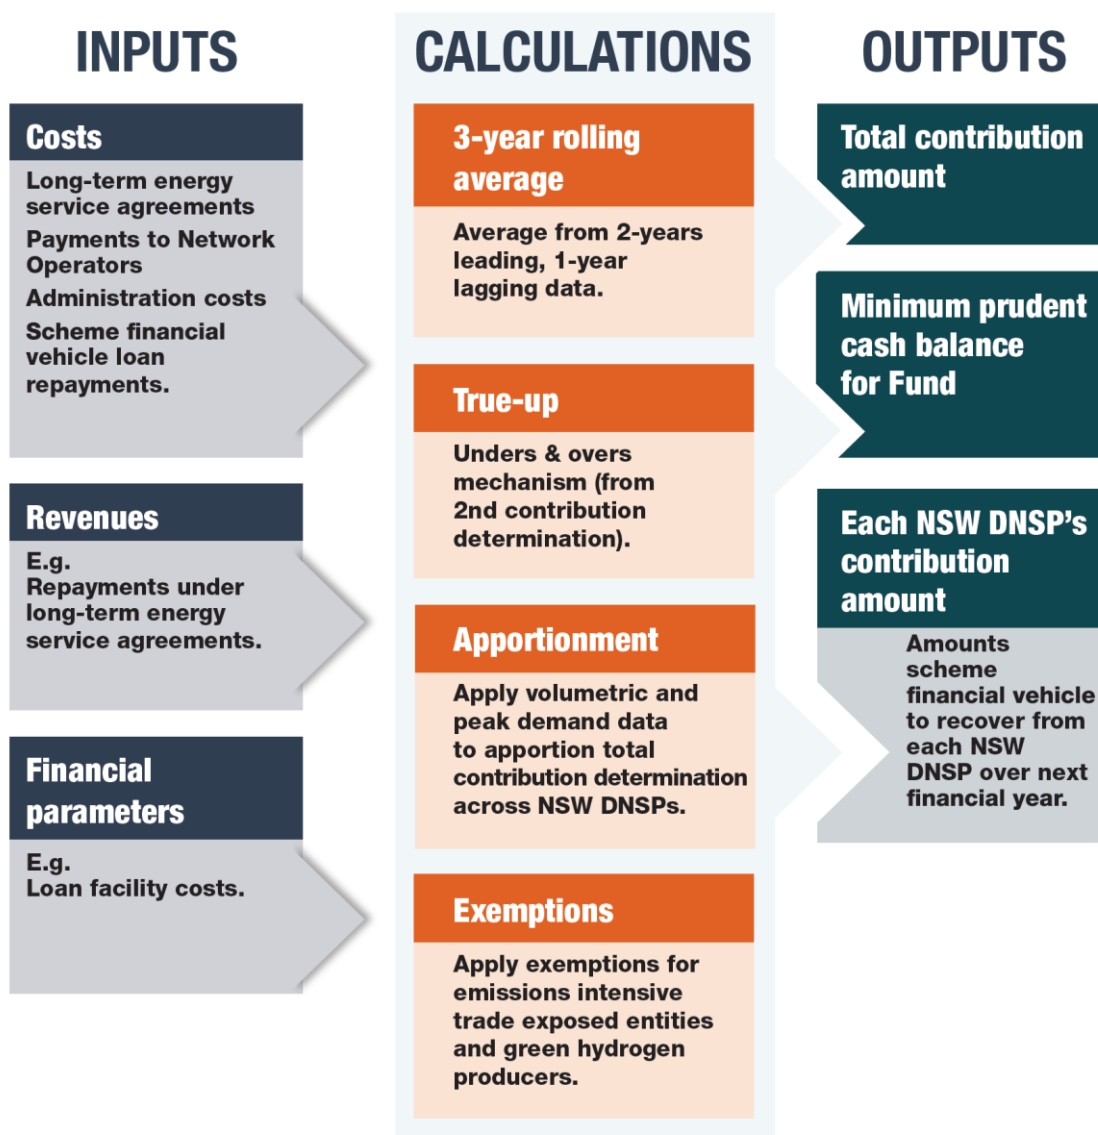 INPUTS
Costs
Long-term energy
service agreements
Payments to Network
Operators
Administration costs
Scheme financial
vehicle loan
repayments.
Revenues
E.g.
Repayments under
long-term energy
service agreements.
Financial
parameters
E.g.
Loan facility costs.
CALCULATIONS
3-year rolling
average
Average from 2-years
leading, 1-year
lagging data.
True-up
Unders & overs
mechanism (from
2nd contribution
determination).
Apportionment
Apply volumetric and
peak demand data
to apportion total
contribution determination
across NSW DNSPs.
Exemptions
Apply exemptions for
emissions intensive
trade exposed entities
and green hydrogen
producers.
OUTPUTS
Total contribution
amount
Minimum prudent
cash balance
for Fund
Each NSW DNSP’s
contribution
amount
Amounts
scheme
financial vehicle
to recover from
each NSW
DNSP over next
financial year.